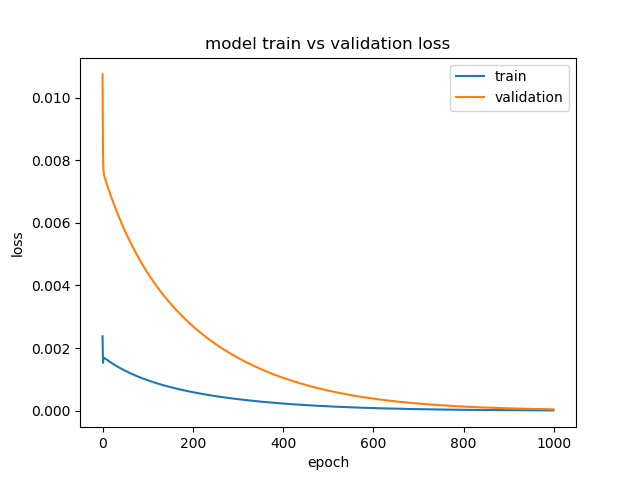 model train vs validation loss
train
validation
0.010
0.008
0.006
0.004
0.002
0.000
loss
0 200 400 600 800 1000
epoch